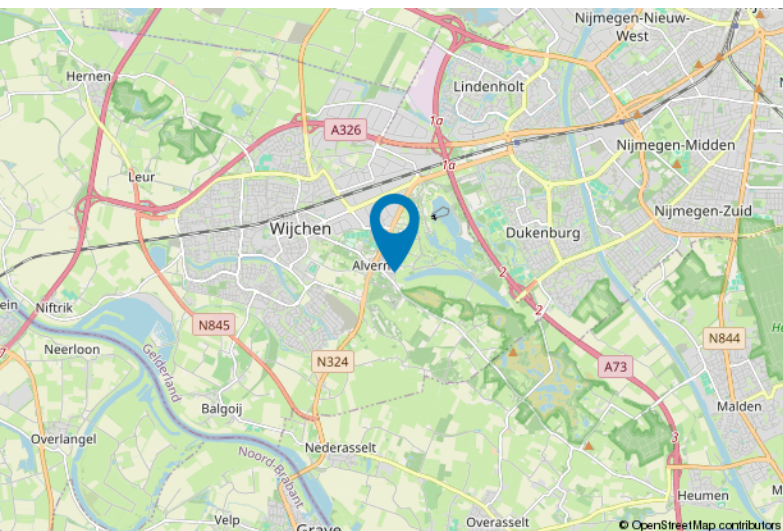 Nijmegen-Nieuw-
West
Hernen
Lindenholt
1a
A326
Nijmegen-Midden
1a
Leur
Nijmegen-Zuid
Wijchen
Dukenburg
Alvern
2
Niftrik
2
N845
N844
Neerloon
Gelderland
N324
A73
Balgoij
Malden
Overlangel
3
Nederasselt
Noord-Brabant
Heumen
Velp
Grave
Overasselt
© OpenStreetMap contributors